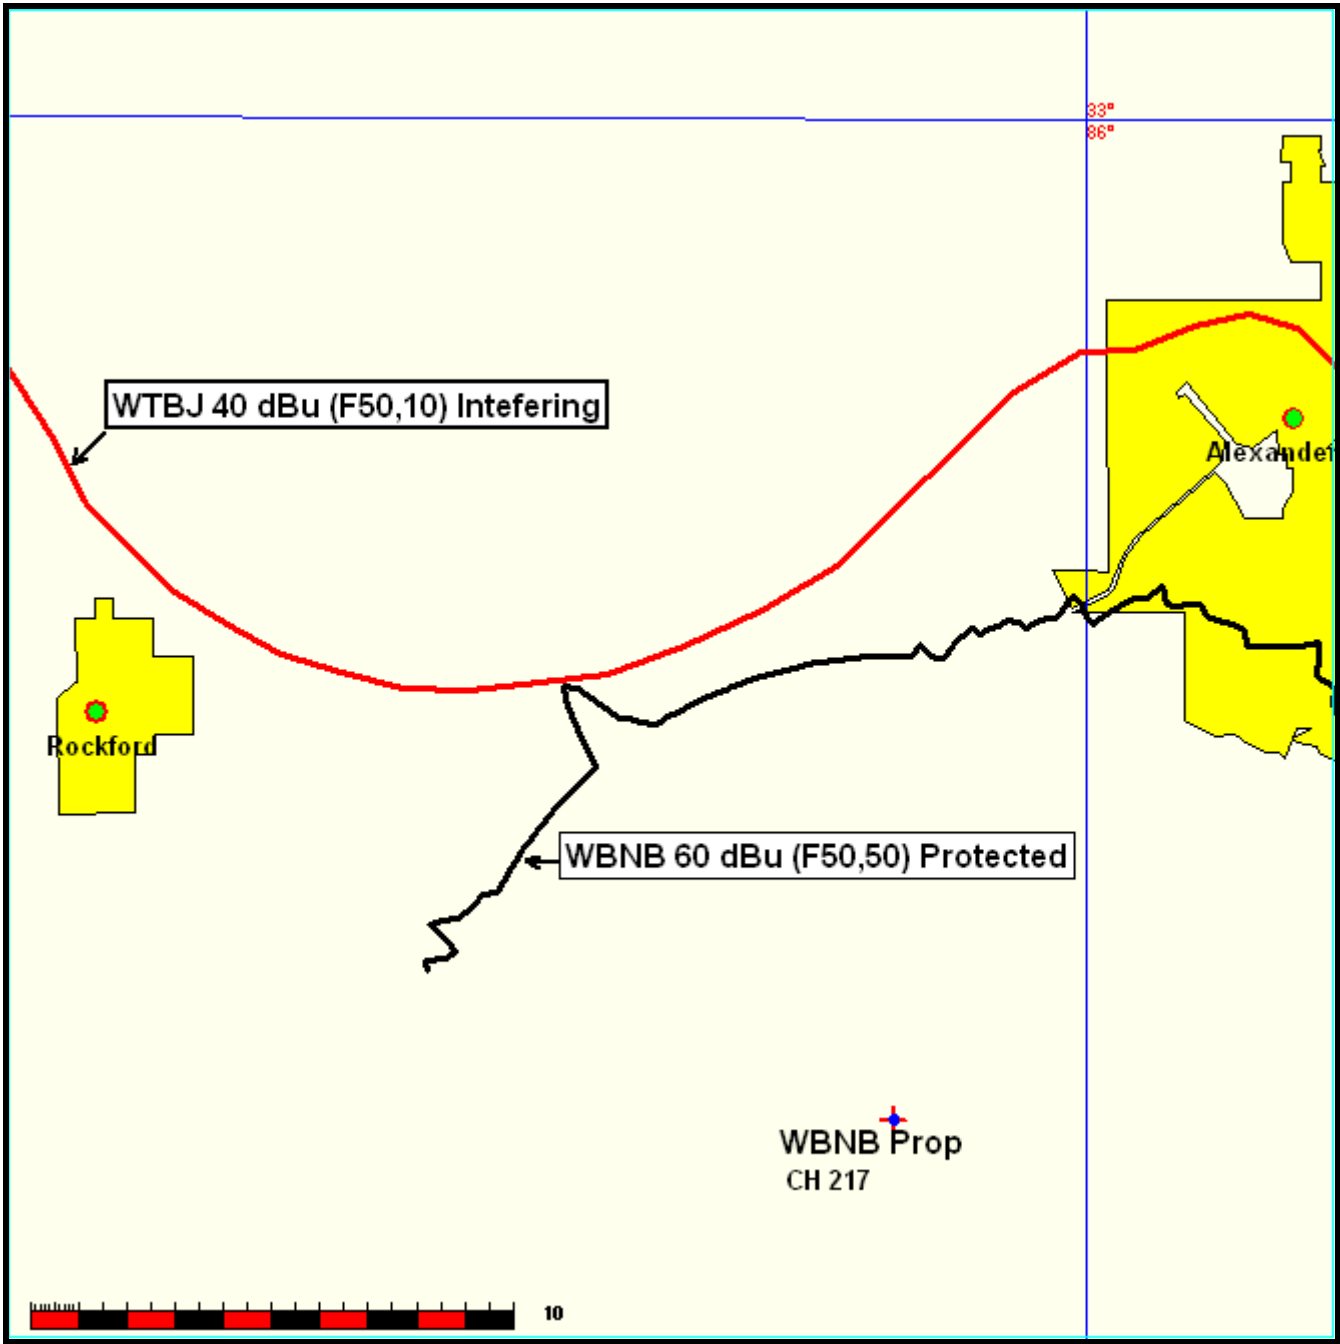 33°
86°
WTBJ 40 dBu (F50,10) Intefering
Alexander
Rockford
WBNB 60 dBu (F50,50) Protected
WBNB Prop
CH 217
10